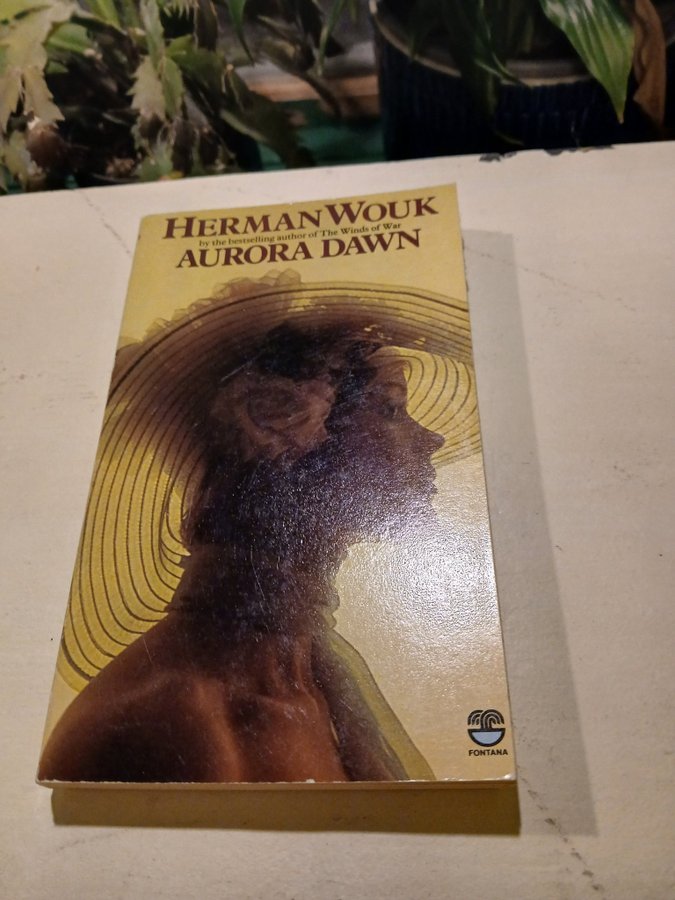 HERMAN WOUK
by the bestselling author of The Winds of War
AURORA DAWN
FONTANA